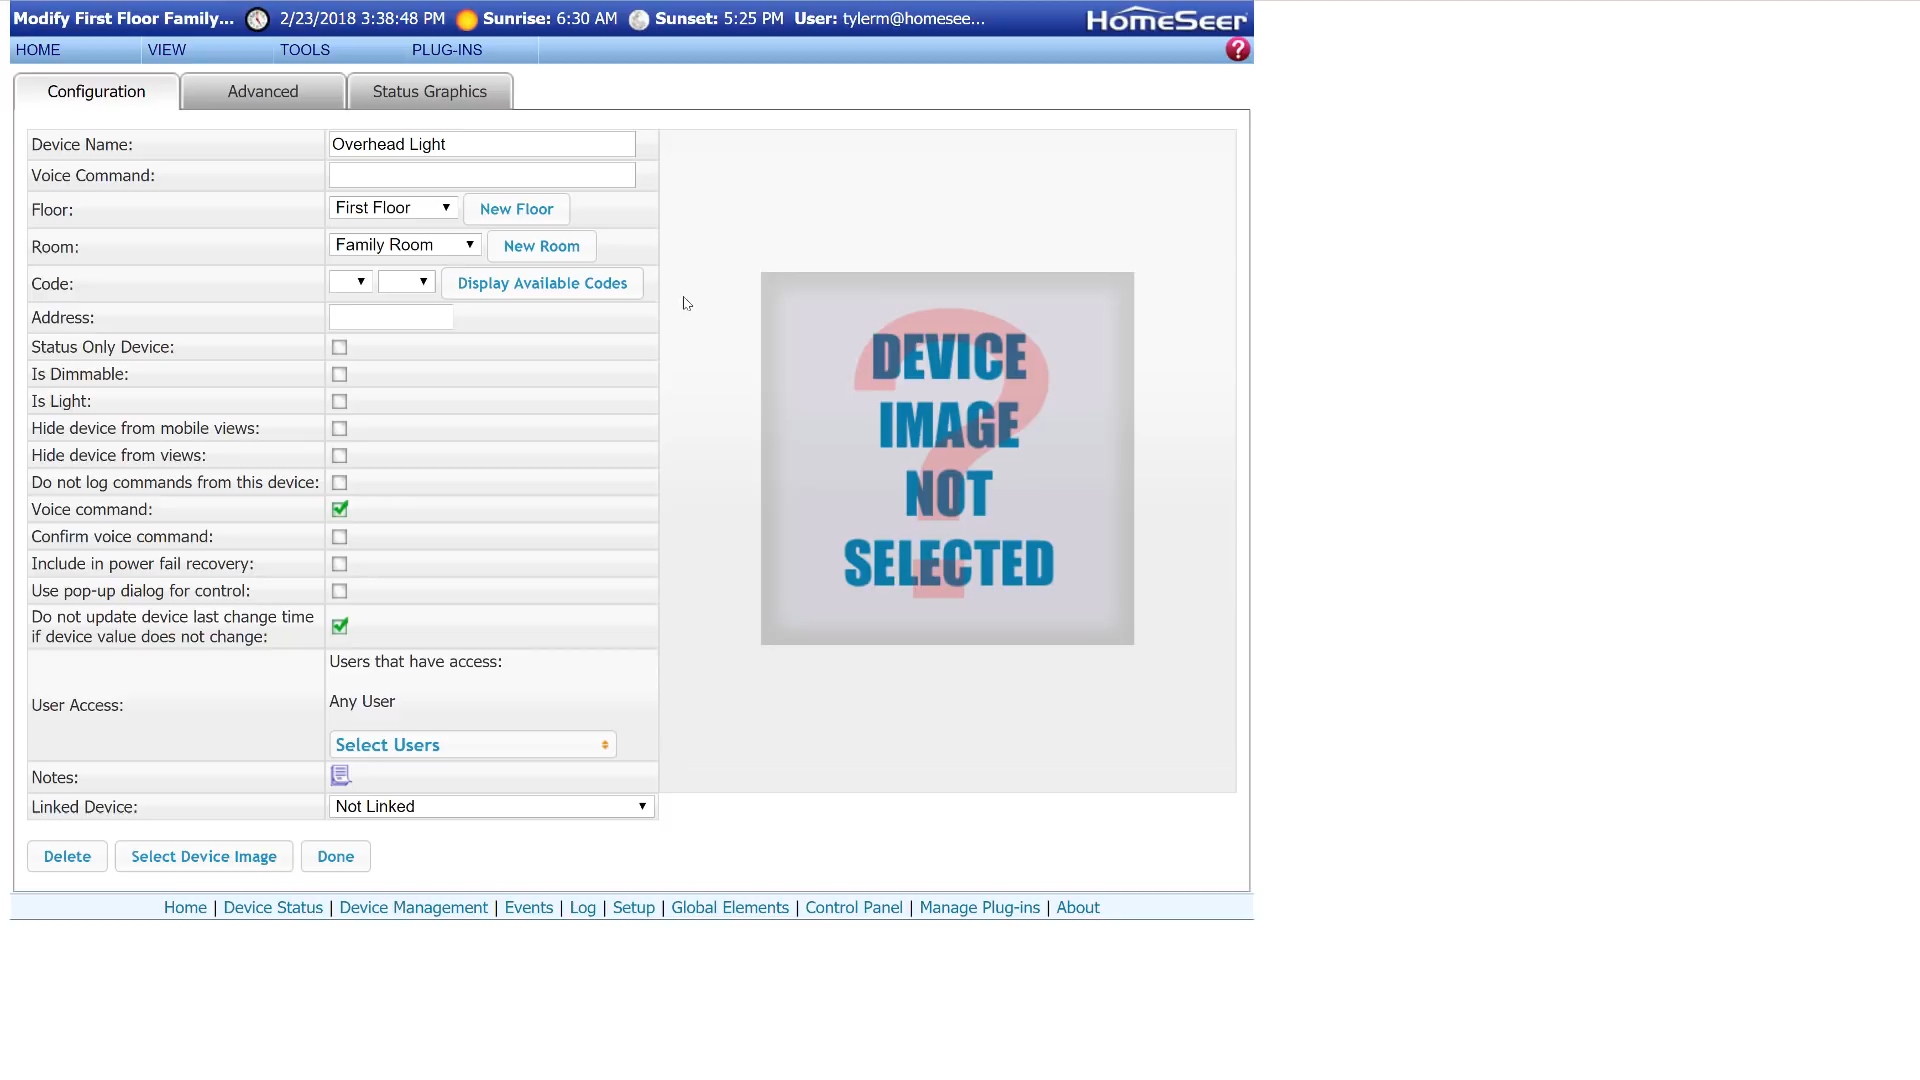 Modify First Floor Family... 2/23/2018 3:38:48 PM Sunrise: 6:30 AM Sunset: 5:25 PM User: tylerm@homesee... HomeSeer
HOME VIEW TOOLS PLUG-INS ?
Configuration Advanced Status Graphics
Device Name: Overhead Light
Voice Command:
Floor: First Floor New Floor
Room: Family Room New Room
Code: Display Available Codes
Address:
Status Only Device:
Is Dimmable:
Is Light:
Hide device from mobile views:
Hide device from views:
Do not log commands from this device:
Voice command:
Confirm voice command:
Include in power fail recovery:
Use pop-up dialog for control:
Do not update device last change time
if device value does not change:
User Access:
Users that have access:
Any User
Select Users
Notes:
Linked Device: Not Linked
?
DEVICE
IMAGE
NOT
SELECTED
Delete Select Device Image Done
Home | Device Status | Device Management | Events | Log | Setup | Global Elements | Control Panel | Manage Plug-ins | About